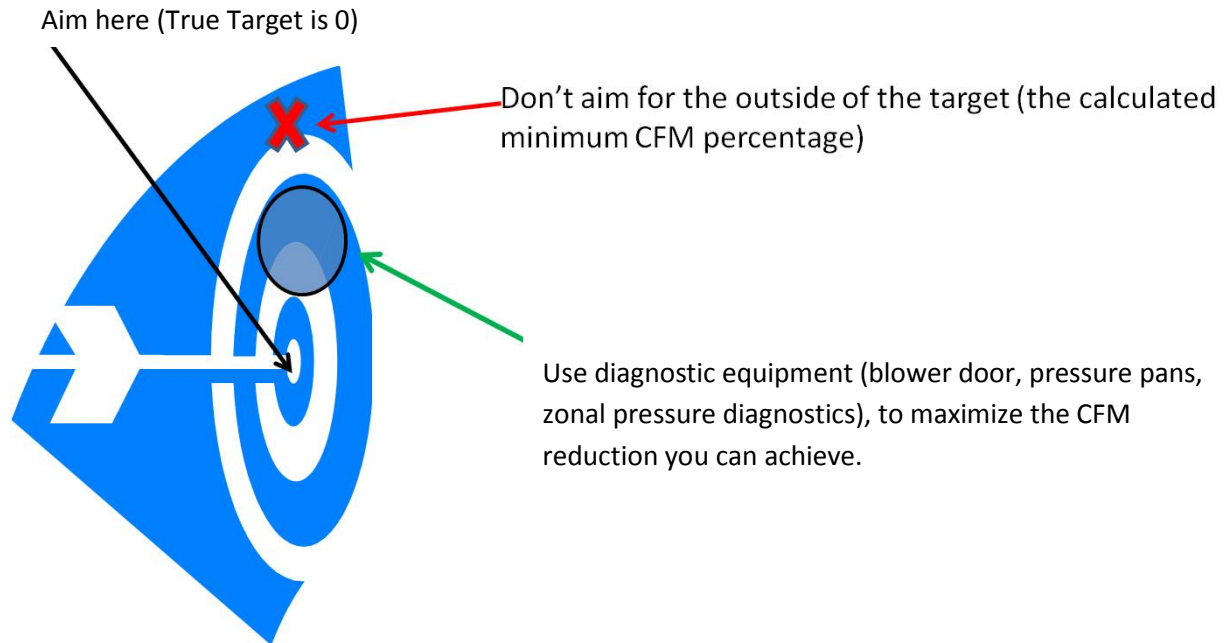 Aim here (True Target is 0)
Don’t aim for the outside of the target (the calculated
minimum CFM percentage)
Use diagnostic equipment (blower door, pressure pans,
zonal pressure diagnostics), to maximize the CFM
reduction you can achieve.